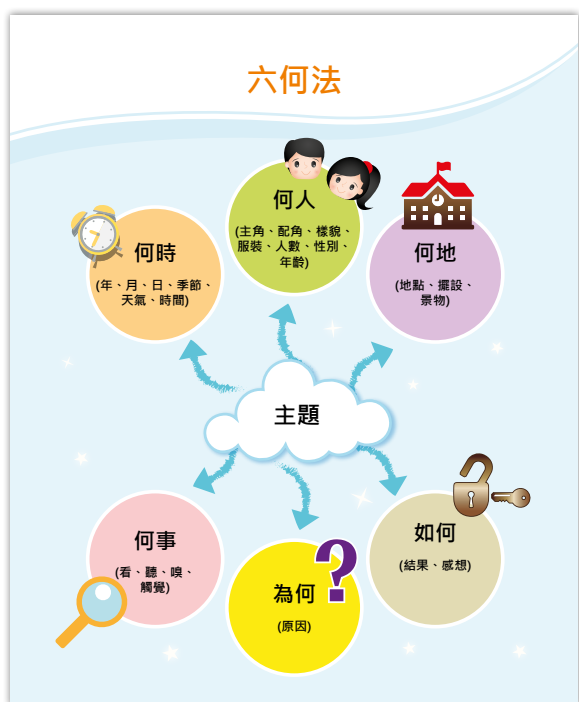 六何法
何時
(年、月、日、季節、
天氣、時間)
何人
(主角、配角、樣貌、
服裝、人數、性別、
年齡)
何地
(地點、擺設、
景物)
主題
何事
(看、聽、嗅、
觸覺)
為何
(原因)
如何
(結果、感想)